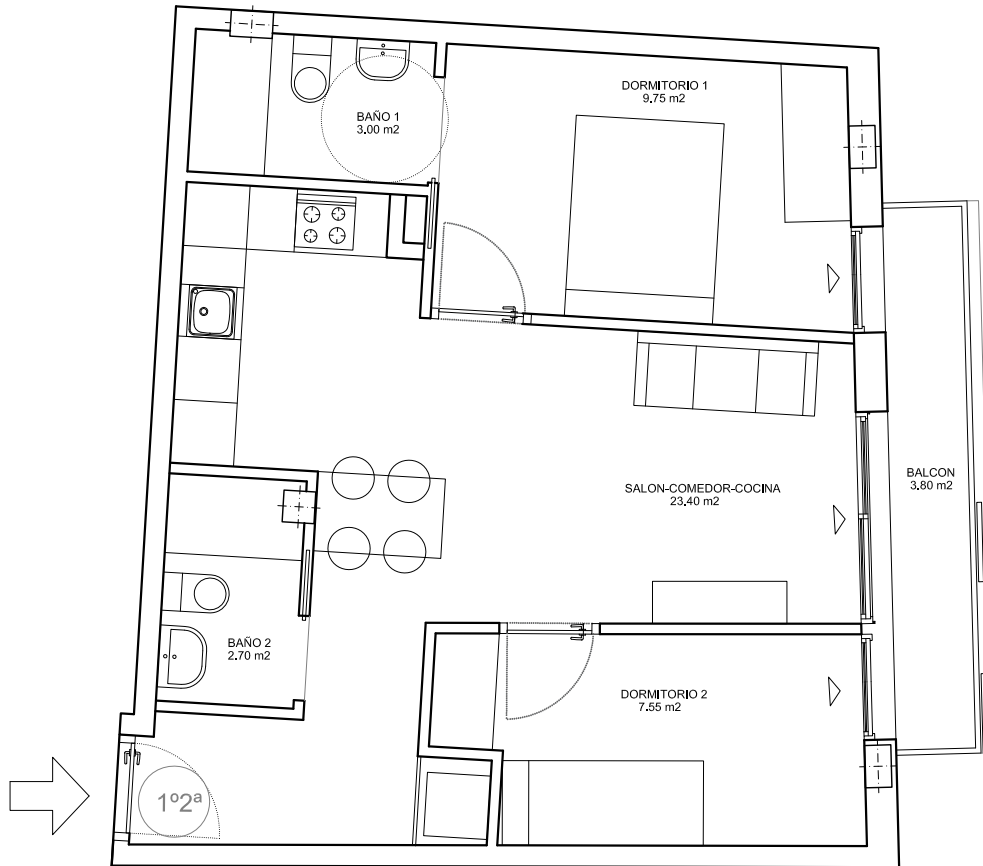 DORMITORIO 1
9.75 m2
BAÑO 1
3.00 m2
BALCON
3.80 m2
SALON-COMEDOR-COCINA
23.40 m2
BAÑO 2
2.70 m2
DORMITORIO 2
7.55 m2
1º2ª